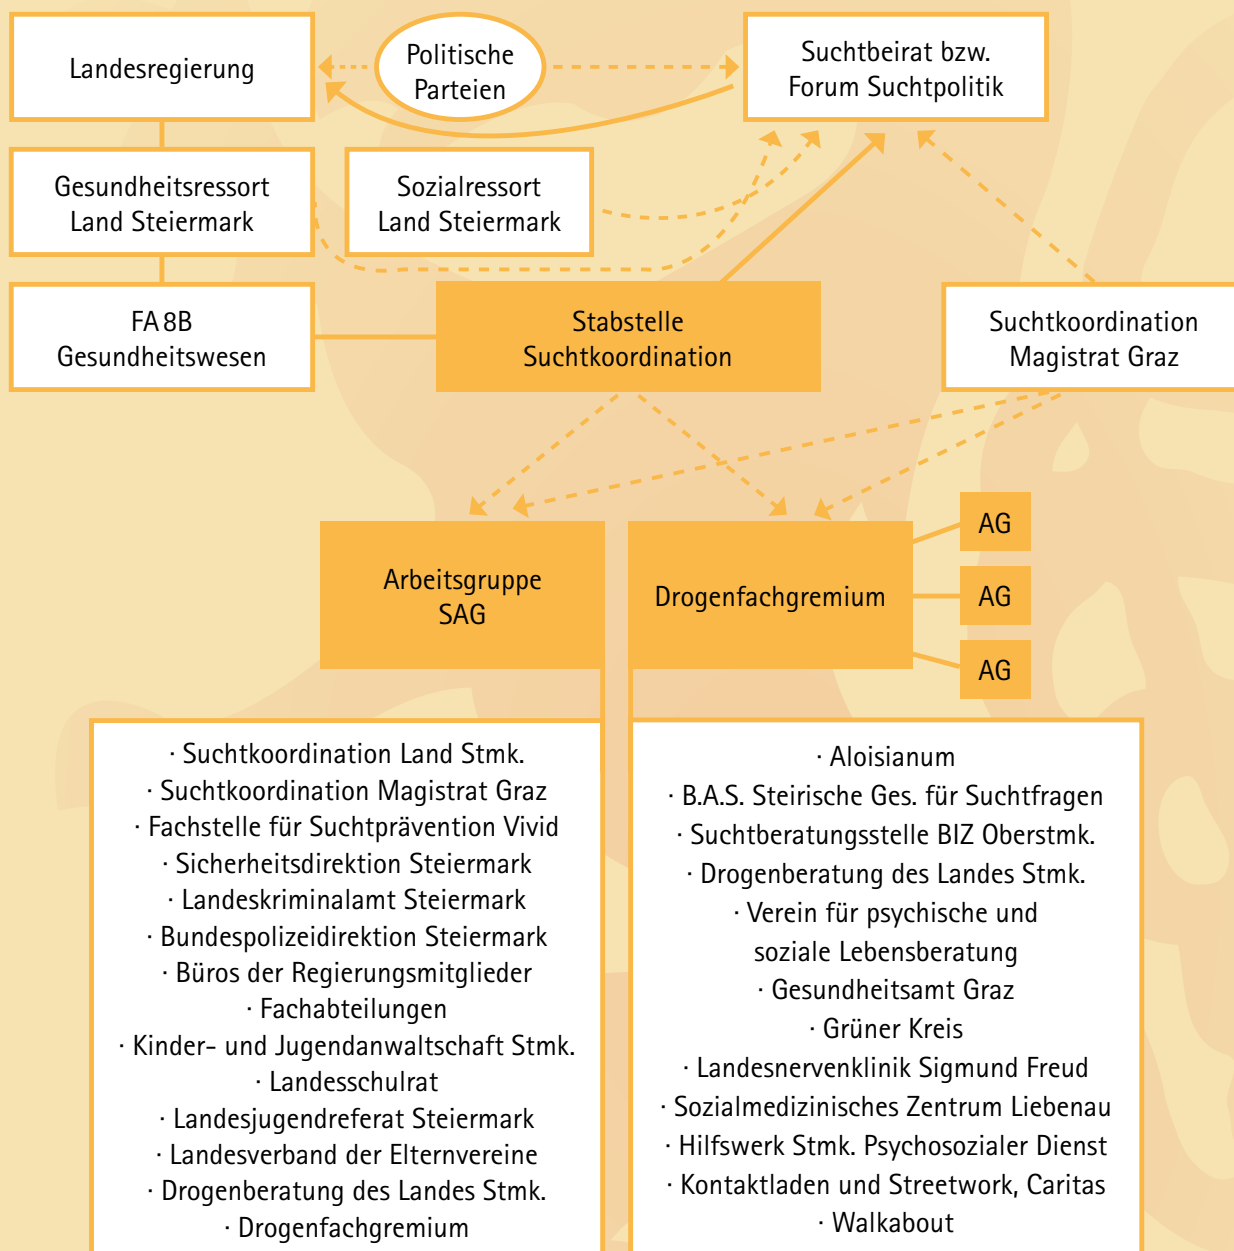 Landesregierung
Politische
Parteien
Suchtbeirat bzw.
Forum Suchtpolitik
Gesundheitsressort
Land Steiermark
Sozialressort
Land Steiermark
FA 8B
Gesundheitswesen
Stabstelle
Suchtkoordination
Suchtkoordination
Magistrat Graz
Arbeitsgruppe
SAG
Drogenfachgremium
AG
AG
AG
· Suchtkoordination Land Stmk.
· Suchtkoordination Magistrat Graz
· Fachstelle für Suchtprävention Vivid
· Sicherheitsdirektion Steiermark
· Landeskriminalamt Steiermark
· Bundespolizeidirektion Steiermark
· Büros der Regierungsmitglieder
· Fachabteilungen
· Kinder- und Jugendanwaltschaft Stmk.
· Landesschulrat
· Landesjugendreferat Steiermark
· Landesverband der Elternvereine
· Drogenberatung des Landes Stmk.
· Drogenfachgremium
· Aloisianum
· B.A.S. Steirische Ges. für Suchtfragen
· Suchtberatungsstelle BIZ Oberstmk.
· Drogenberatung des Landes Stmk.
· Verein für psychische und
soziale Lebensberatung
· Gesundheitsamt Graz
· Grüner Kreis
· Landesnervenklinik Sigmund Freud
· Sozialmedizinisches Zentrum Liebenau
· Hilfswerk Stmk. Psychosozialer Dienst
· Kontaktladen und Streetwork, Caritas
· Walkabout